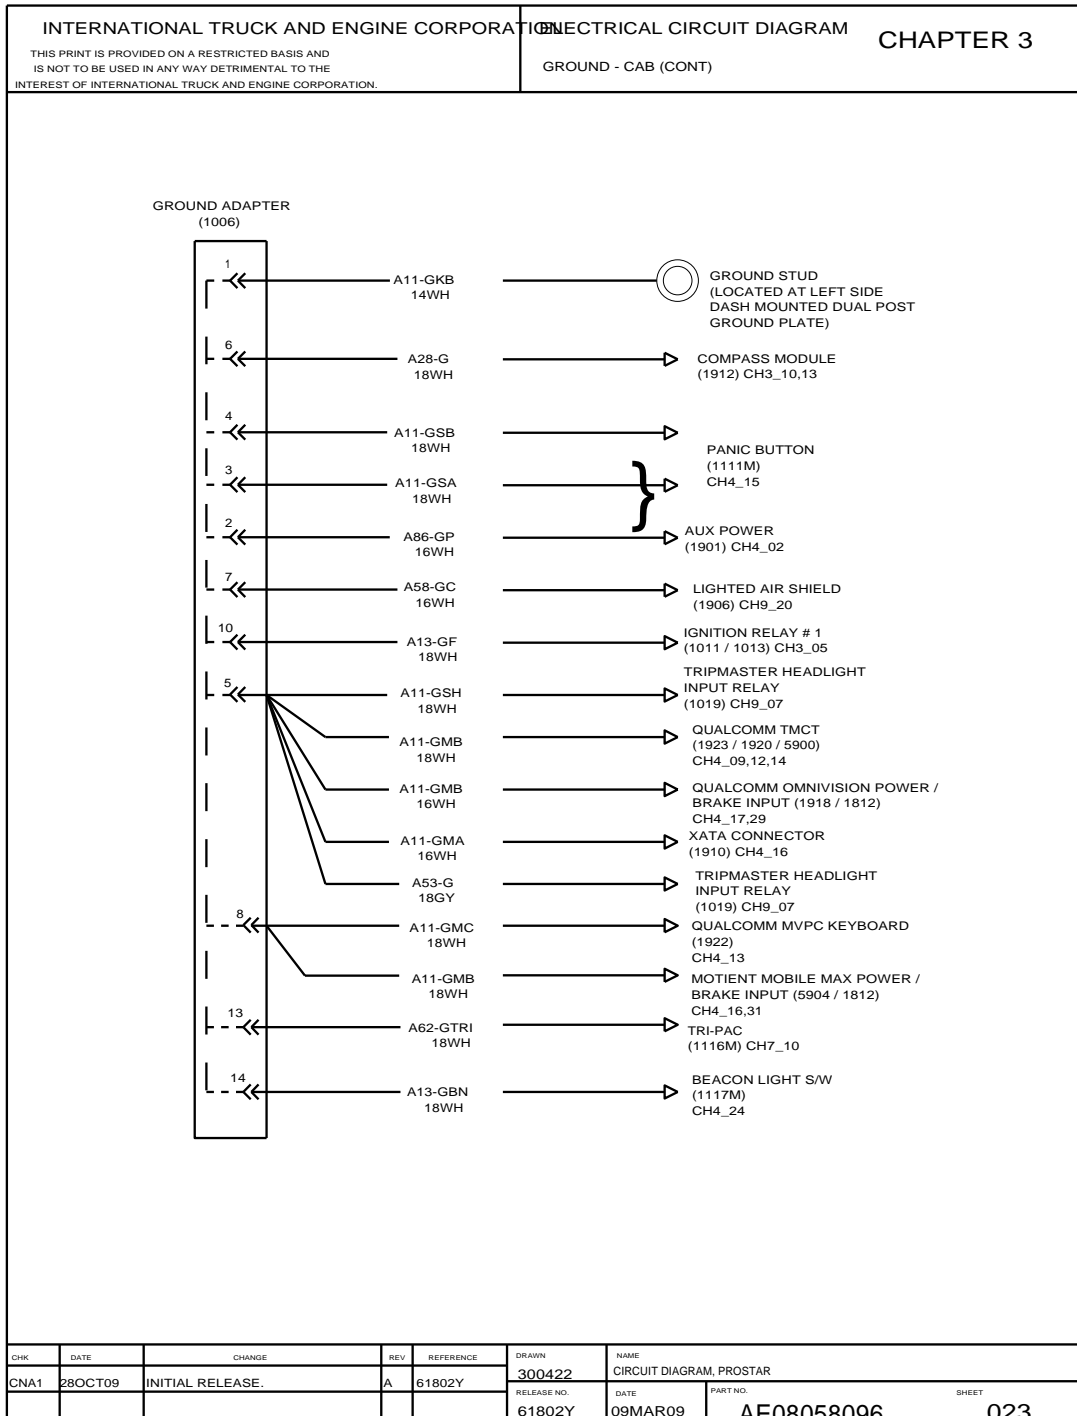 INTERNATIONAL TRUCK AND ENGINE CORPORATION
THIS PRINT IS PROVIDED ON A RESTRICTED BASIS AND
IS NOT TO BE USED IN ANY WAY DETRIMENTAL TO THE
INTEREST OF INTERNATIONAL TRUCK AND ENGINE CORPORATION.
ELECTRICAL CIRCUIT DIAGRAM
GROUND - CAB (CONT)
CHAPTER 3
GROUND ADAPTER
(1006)
1
A11-GKB
14WH
GROUND STUD
(LOCATED AT LEFT SIDE
DASH MOUNTED DUAL POST
GROUND PLATE)
6
A28-G
18WH
COMPASS MODULE
(1912) CH3_10,13
4
A11-GSB
18WH
3
A11-GSA
18WH
}
PANIC BUTTON
(1111M)
CH4_15
2
A86-GP
16WH
AUX POWER
(1901) CH4_02
7
A58-GC
16WH
LIGHTED AIR SHIELD
(1906) CH9_20
10
A13-GF
18WH
IGNITION RELAY # 1
(1011 / 1013) CH3_05
5
A11-GSH
18WH
TRIPMASTER HEADLIGHT
INPUT RELAY
(1019) CH9_07
A11-GMB
18WH
QUALCOMM TMCT
(1923 / 1920 / 5900)
CH4_09,12,14
A11-GMB
16WH
QUALCOMM OMNIVISION POWER /
BRAKE INPUT (1918 / 1812)
CH4_17,29
A11-GMA
16WH
XATA CONNECTOR
(1910) CH4_16
A53-G
18GY
TRIPMASTER HEADLIGHT
INPUT RELAY
(1019) CH9_07
8
A11-GMC
18WH
QUALCOMM MVPC KEYBOARD
(1922)
CH4_13
A11-GMB
18WH
MOTIENT MOBILE MAX POWER /
BRAKE INPUT (5904 / 1812)
CH4_16,31
13
A62-GTRI
18WH
TRI-PAC
(1116M) CH7_10
14
A13-GBN
18WH
BEACON LIGHT S/W
(1117M)
CH4_24
CHK DATE CHANGE REV REFERENCE
CNA1 28OCT09 INITIAL RELEASE. A 61802Y
DRAWN
300422
NAME
CIRCUIT DIAGRAM, PROSTAR
RELEASE NO.
61802Y
DATE
09MAR09
PART NO.
AE08058096
SHEET
023